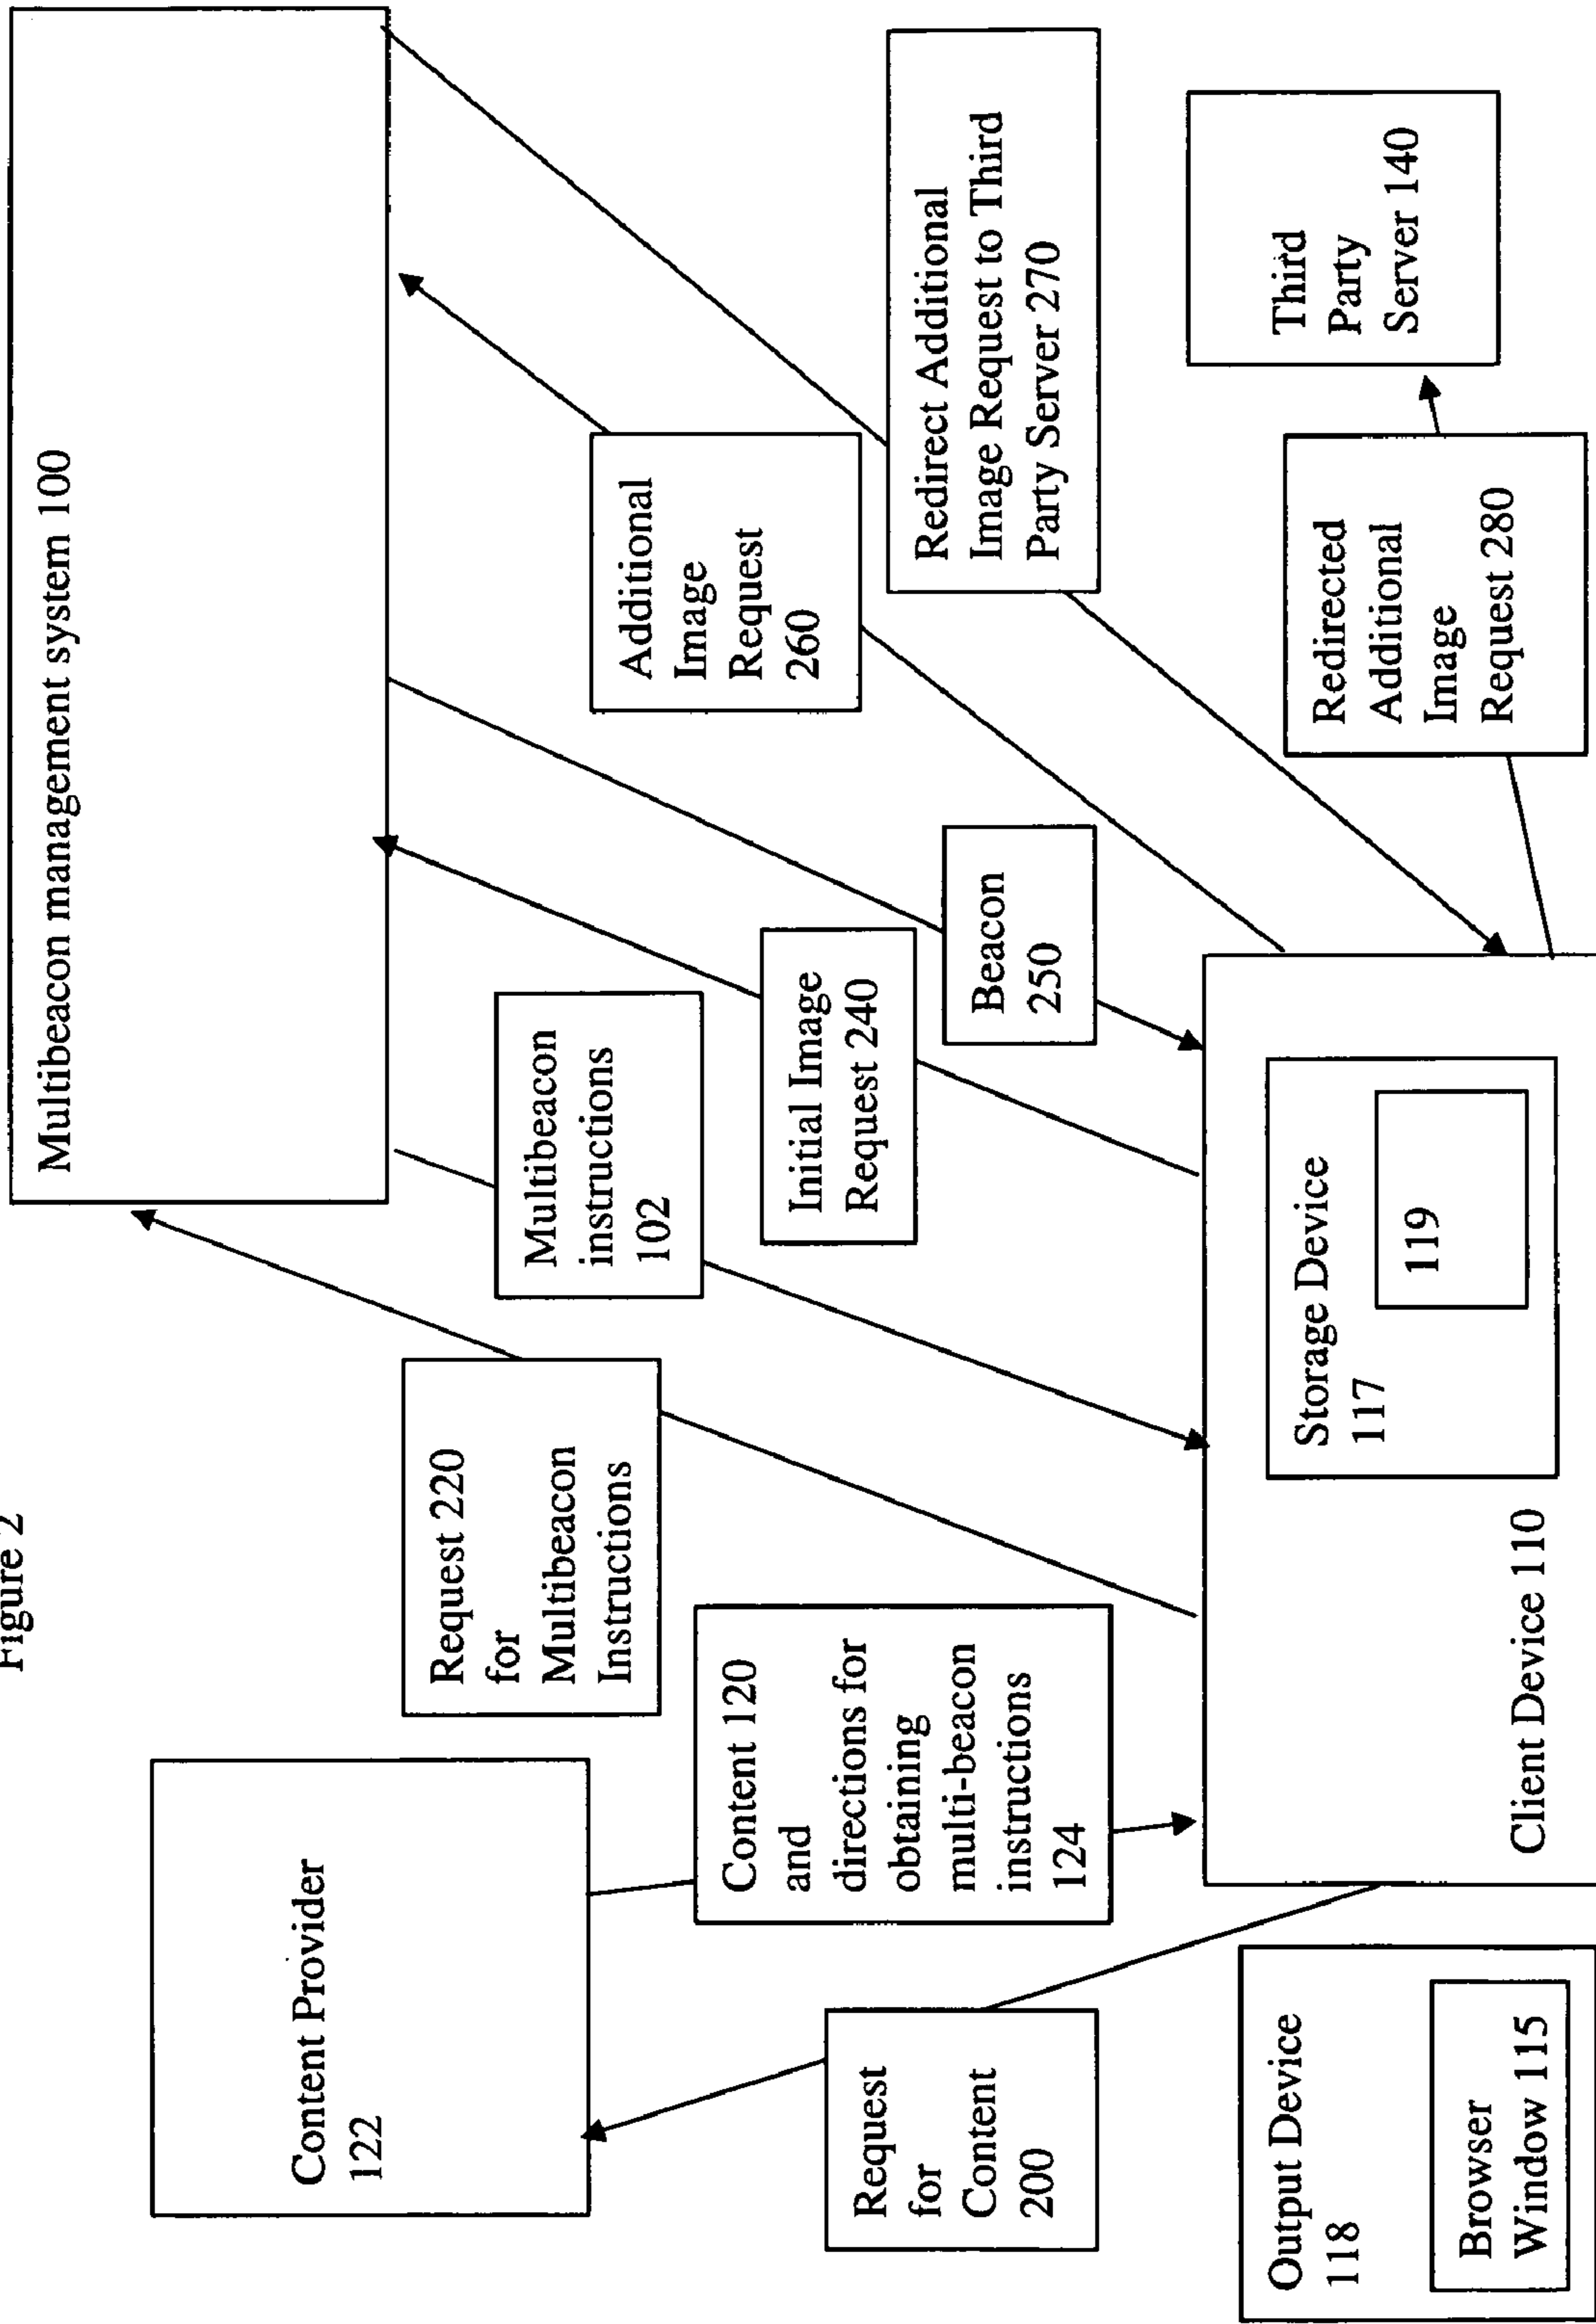 Figure 2
Multibeacon management system 100
Content Provider
122
Request 220
for
Multibeacon
Instructions
Multibeacon
instructions
102
Additional
Image
Request
260
Content 120
and
directions for
obtaining
multi-beacon
instructions
124
Initial Image
Request 240
Request
for
Content
200
Beacon
250
Redirect Additional
Image Request to Third
Party Server 270
Third
Party
Server 140
Output Device
118
Browser
Window 115
Client Device 110
Storage Device
117
119
Redirected
Additional
Image
Request 280